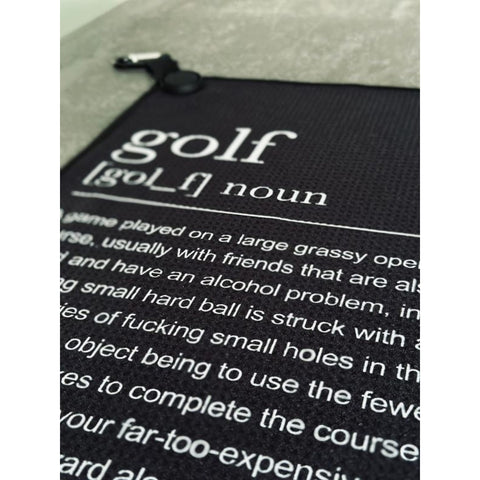 golf
[gol_f] noun
game played on a large grassy
usually with friends that are
and have an alcohol problem,
small hard ball is struck with
of fucking small holes in
object being to use the
to complete the course
your far-too-expensive